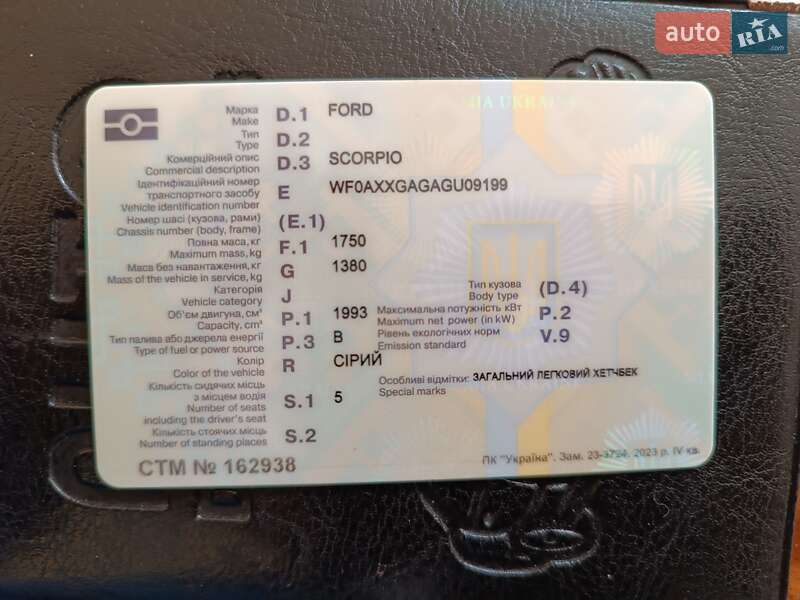 auto RIA.com
ДІА UKRAЇ
Марка
Make D.1 FORD
Тип
Type D.2
Комерційний опис
Commercial description D.3 SCORPIO
Ідентифікаційний номер
транспортного засобу
Vehicle identification number E WF0AXXGAGAGU09199
Номер шасі (кузова, рами)
Chassis number (body, frame) (E.1)
Повна маса, кг
Maximum mass, kg F.1 1750
Маса без навантаження, кг
Mass of the vehicle in service, kg G 1380
Категорія
Vehicle category J
Тип кузова
Body type (D.4)
Об'єм двигуна, см³
Capacity, cm³ P.1 1993
Максимальна потужність кВт
Maximum net power (in kW) P.2
Тип палива або джерела енергії
Type of fuel or power source P.3 B
Рівень екологічних норм
Emission standard V.9
Колір
Color of the vehicle R СІРИЙ
Особливі відмітки: ЗАГАЛЬНИЙ ЛЕГКОВИЙ ХЕТЧБЕК
Special marks
Кількість сидячих місць
з місцем водія
Number of seats
including the driver's seat S.1 5
Кількість стоячих місць
Number of standing places S.2
СТМ № 162938
ПК "Україна". Зам. 23-3724. 2023 р. IV кв.